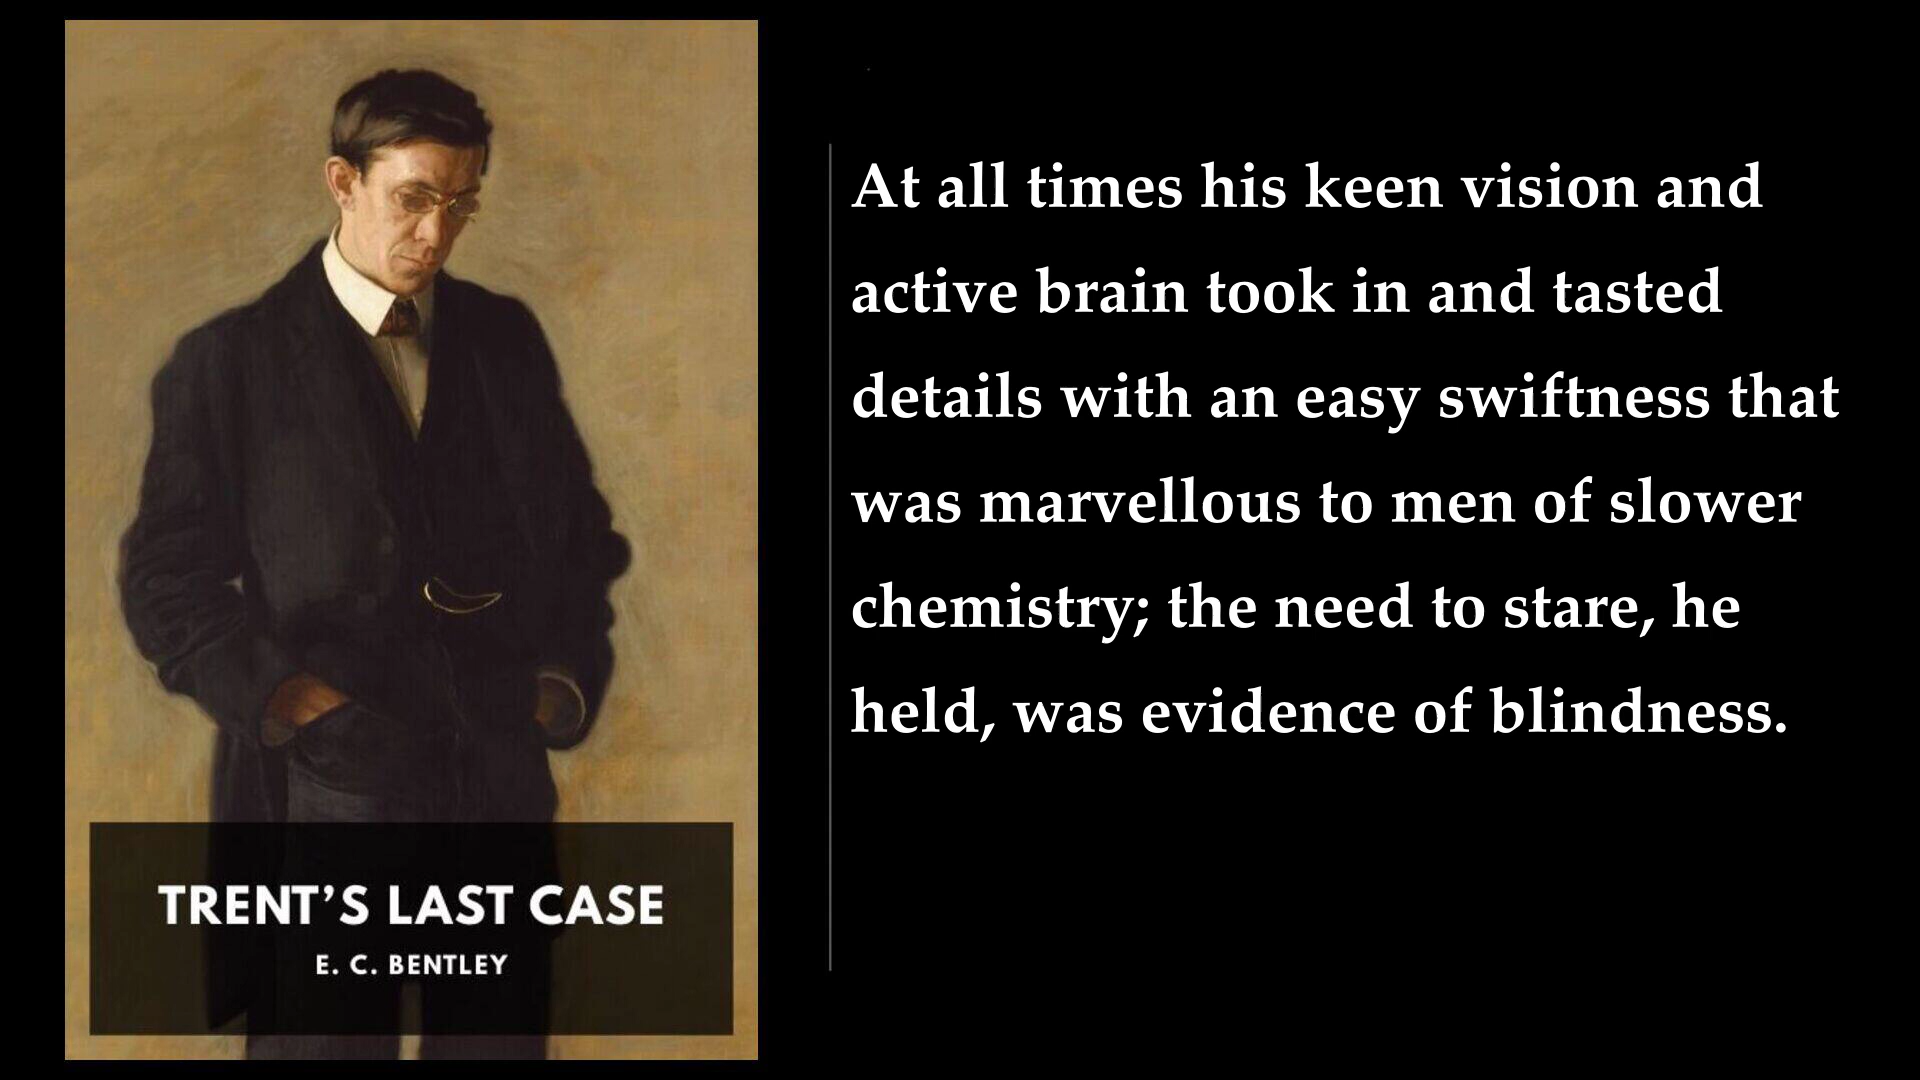 TRENT’S LAST CASE
E. C. BENTLEY
At all times his keen vision and
active brain took in and tasted
details with an easy swiftness that
was marvellous to men of slower
chemistry; the need to stare, he
held, was evidence of blindness.